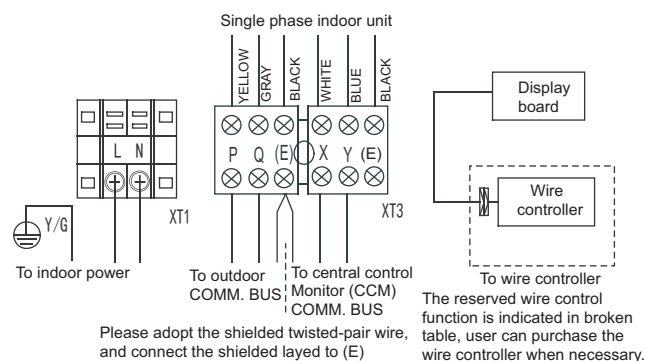 Single phase indoor unit
YELLOW
GRAY
BLACK
WHITE
BLUE
BLACK
L N
P Q (E) X Y (E)
XT1
XT3
Y/G
To indoor power
To outdoor
COMM. BUS
To central control
Monitor (CCM)
COMM. BUS
Please adopt the shielded twisted-pair wire,
and connect the shielded layed to (E)
Display
board
Wire
controller
To wire controller
The reserved wire control
function is indicated in broken
table, user can purchase the
wire controller when necessary.